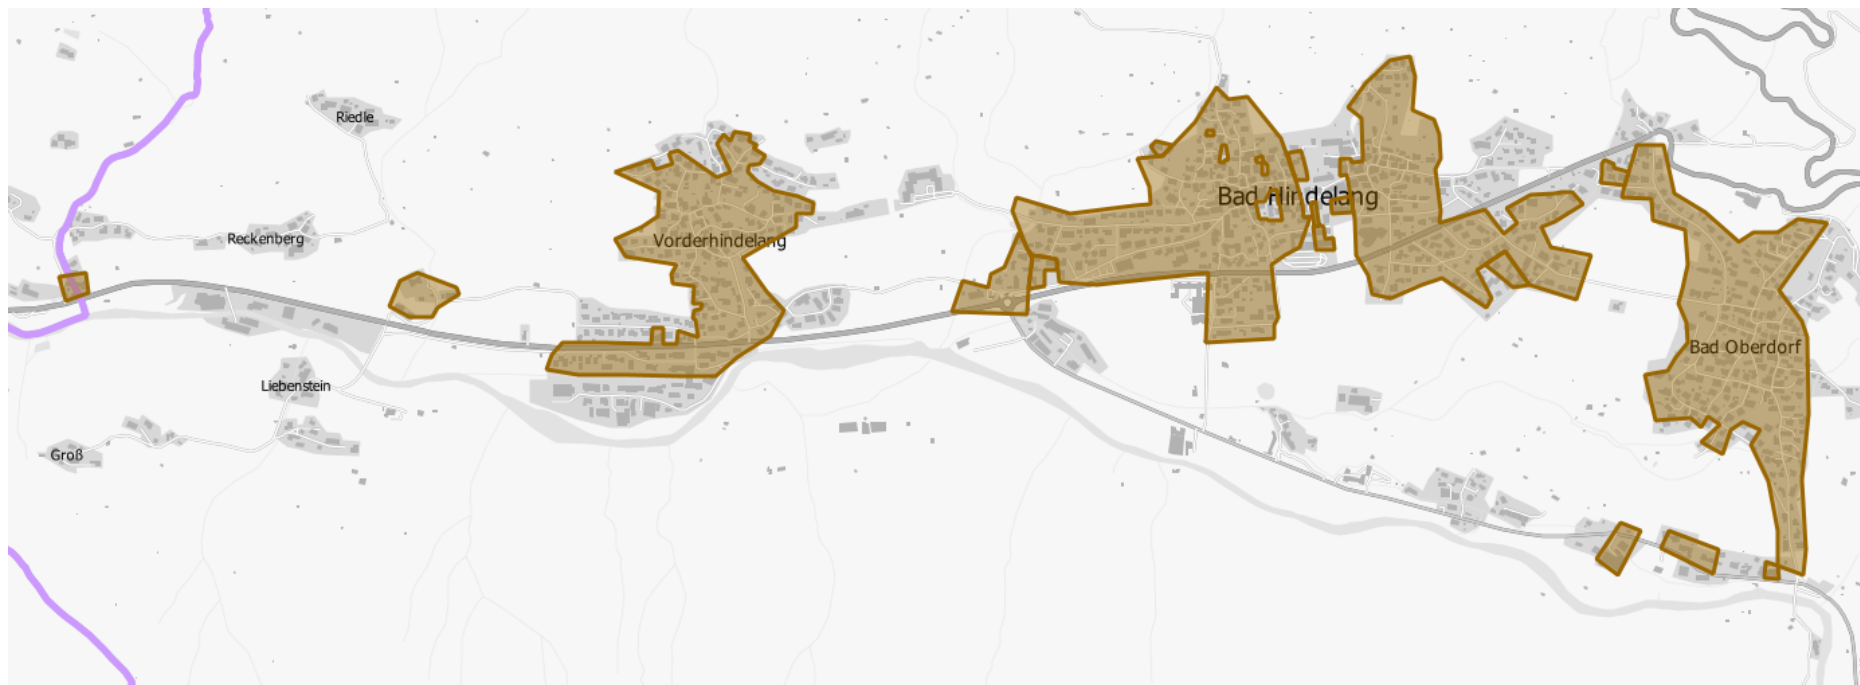 Riedle
Bad Hindelang
Reckenberg
Vorderhindelang
Bad Oberdorf
Liebenstein
Groß